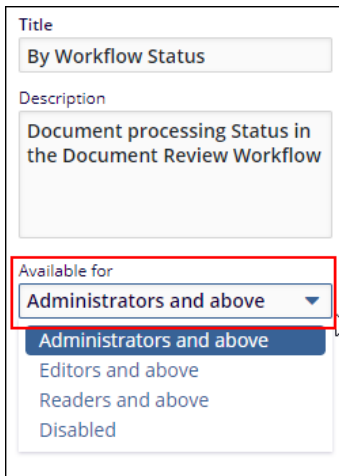 Title
By Workflow Status
Description
Document processing Status in
the Document Review Workflow
Available for
Administrators and above
Administrators and above
Editors and above
Readers and above
Disabled